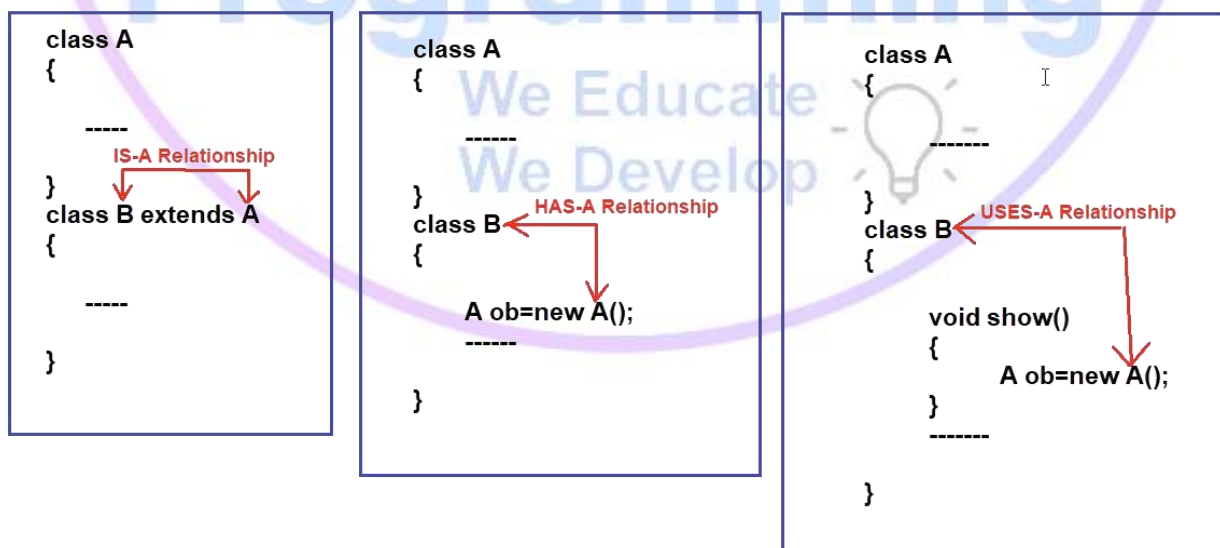 Programming
We Educate
We Develop
class A
{
-----
IS-A Relationship
}
class B extends A
{
-----
}
class A
{
------
}
HAS-A Relationship
class B
{
A ob=new A();
------
}
class A
{
-------
}
USES-A Relationship
class B
{
void show()
{
A ob=new A();
}
-------
}